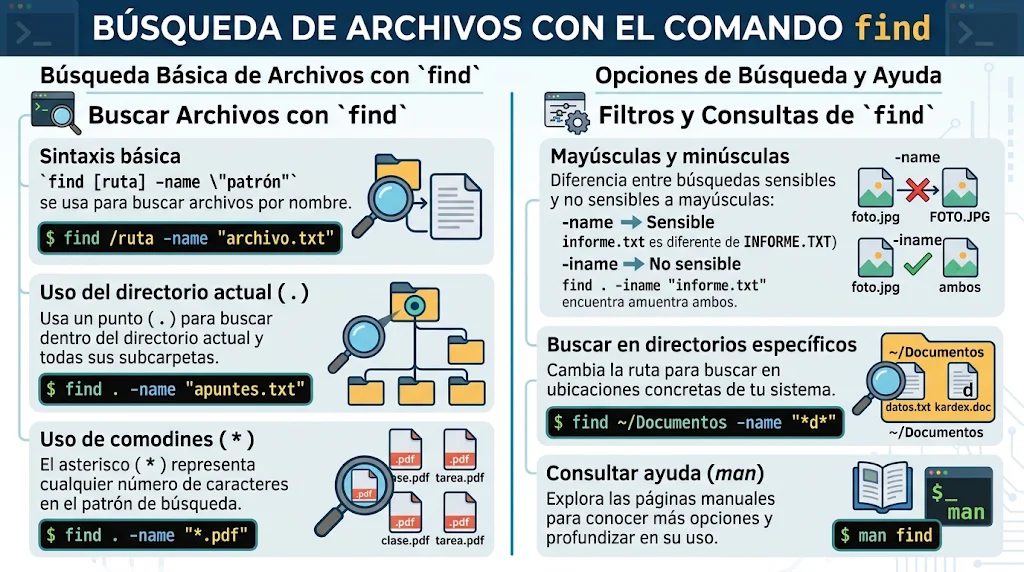 BÚSQUEDA DE ARCHIVOS CON EL COMANDO find
Búsqueda Básica de Archivos con `find`
Buscar Archivos con `find`
Sintaxis básica
`find [ruta] -name \"patrón"`
se usa para buscar archivos por nombre.
$ find /ruta -name "archivo.txt"
Uso del directorio actual (.)
Usa un punto (.) para buscar
dentro del directorio actual y
todas sus subcarpetas.
$ find . -name "apuntes.txt"
Uso de comodines (*)
El asterisco (*) representa
cualquier número de caracteres
en el patrón de búsqueda.
$ find . -name "*.pdf"
.pdf
.pdf
.pdf
ase.pdf tarea.pdf
.pdf
.pdf
clase.pdf tarea.pdf
Opciones de Búsqueda y Ayuda
Filtros y Consultas de `find`
Mayúsculas y minúsculas
Diferencia entre búsquedas sensibles
y no sensibles a mayúsculas:
-name → Sensible
informe.txt es diferente de INFORME.TXT)
-iname → No sensible
find . -iname "informe.txt"
encuentra amuentra ambos.
-name
foto.jpg FOTO.JPG
-iname
foto.jpg ambos
Buscar en directorios específicos
Cambia la ruta para buscar en
ubicaciones concretas de tu sistema.
$ find ~/Documentos -name "*d*"
~/Documentos
d
datos.txt kardex.doc
~/Documentos
Consultar ayuda (man)
Explora las páginas manuales
para conocer más opciones y
profundizar en su uso.
$_
man
$ man find